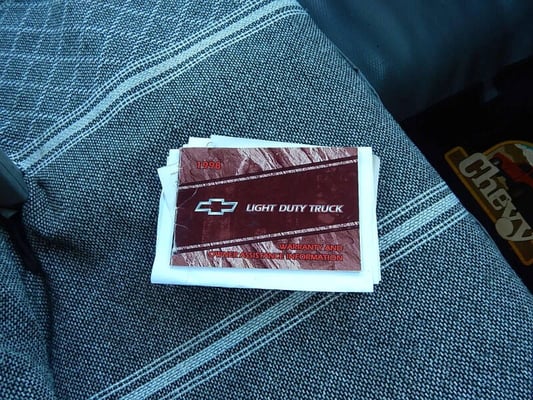 1998
LIGHT DUTY TRUCK
WARRANTY AND
OWNER ASSISTANCE INFORMATION
Chevy